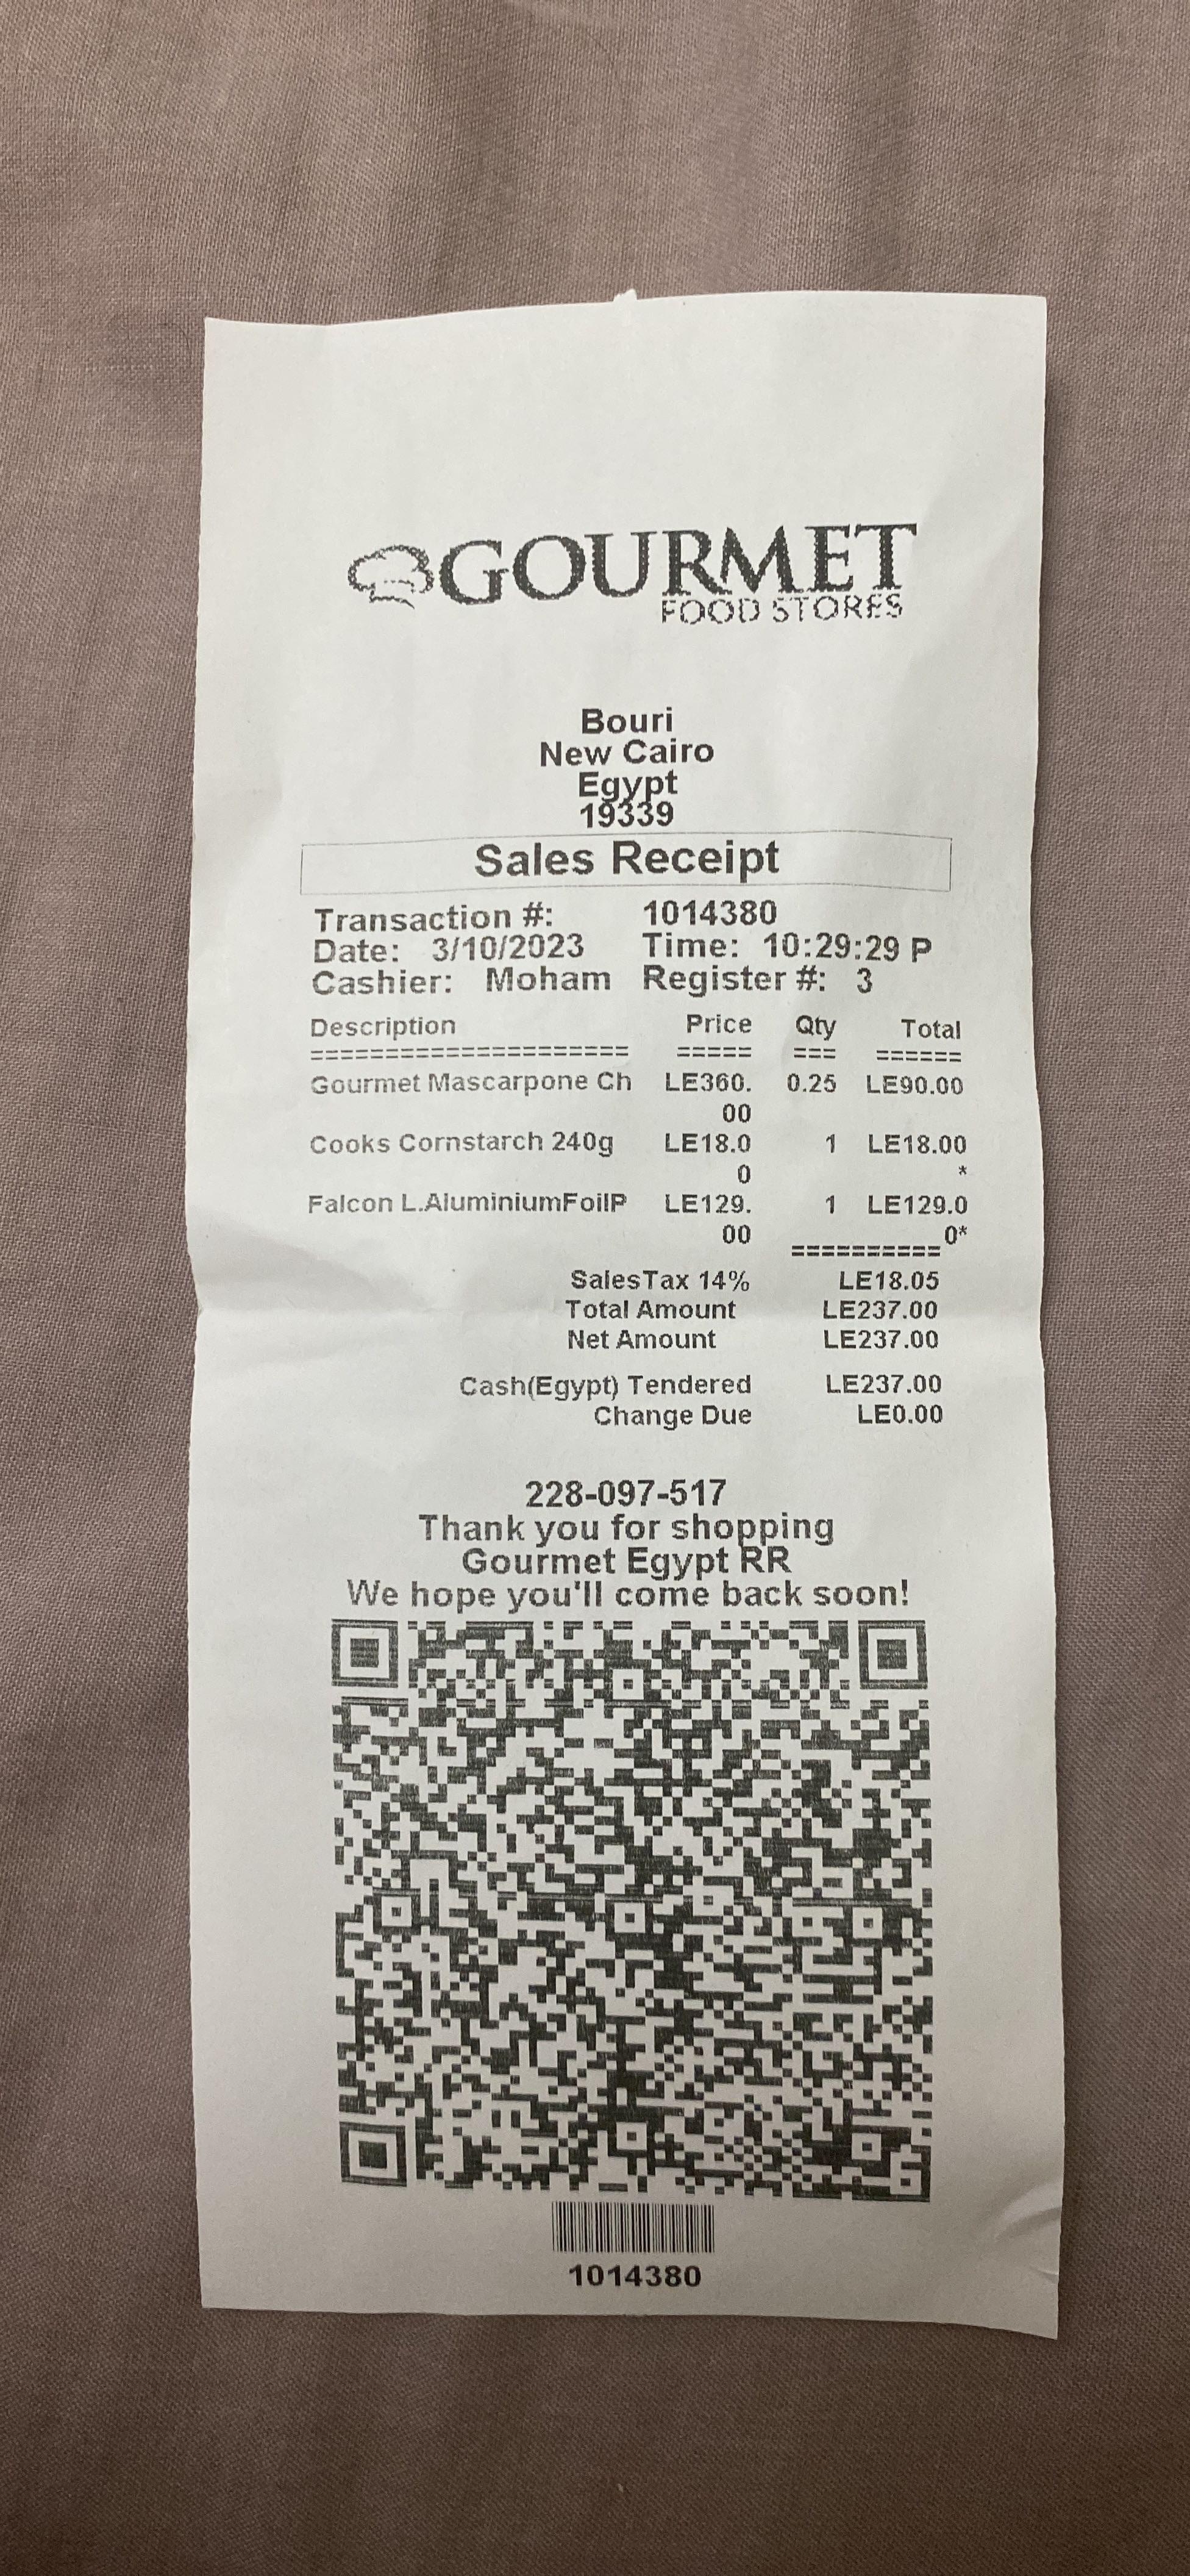 GOURMET
FOOD STORES
Bouri
New Cairo
Egypt
19339
Sales Receipt
Transaction #: 1014380
Date: 3/10/2023 Time: 10:29:29 P
Cashier: Moham Register #: 3
Description Price Qty Total
===================== ===== === ======
Gourmet Mascarpone Ch LE360. 0.25 LE90.00
00
Cooks Cornstarch 240g LE18.0 1 LE18.00
0 *
Falcon L.AluminiumFoilP LE129. 1 LE129.0
00 0*
==========
SalesTax 14% LE18.05
Total Amount LE237.00
Net Amount LE237.00
Cash(Egypt) Tendered LE237.00
Change Due LE0.00
228-097-517
Thank you for shopping
Gourmet Egypt RR
We hope you'll come back soon!
1014380